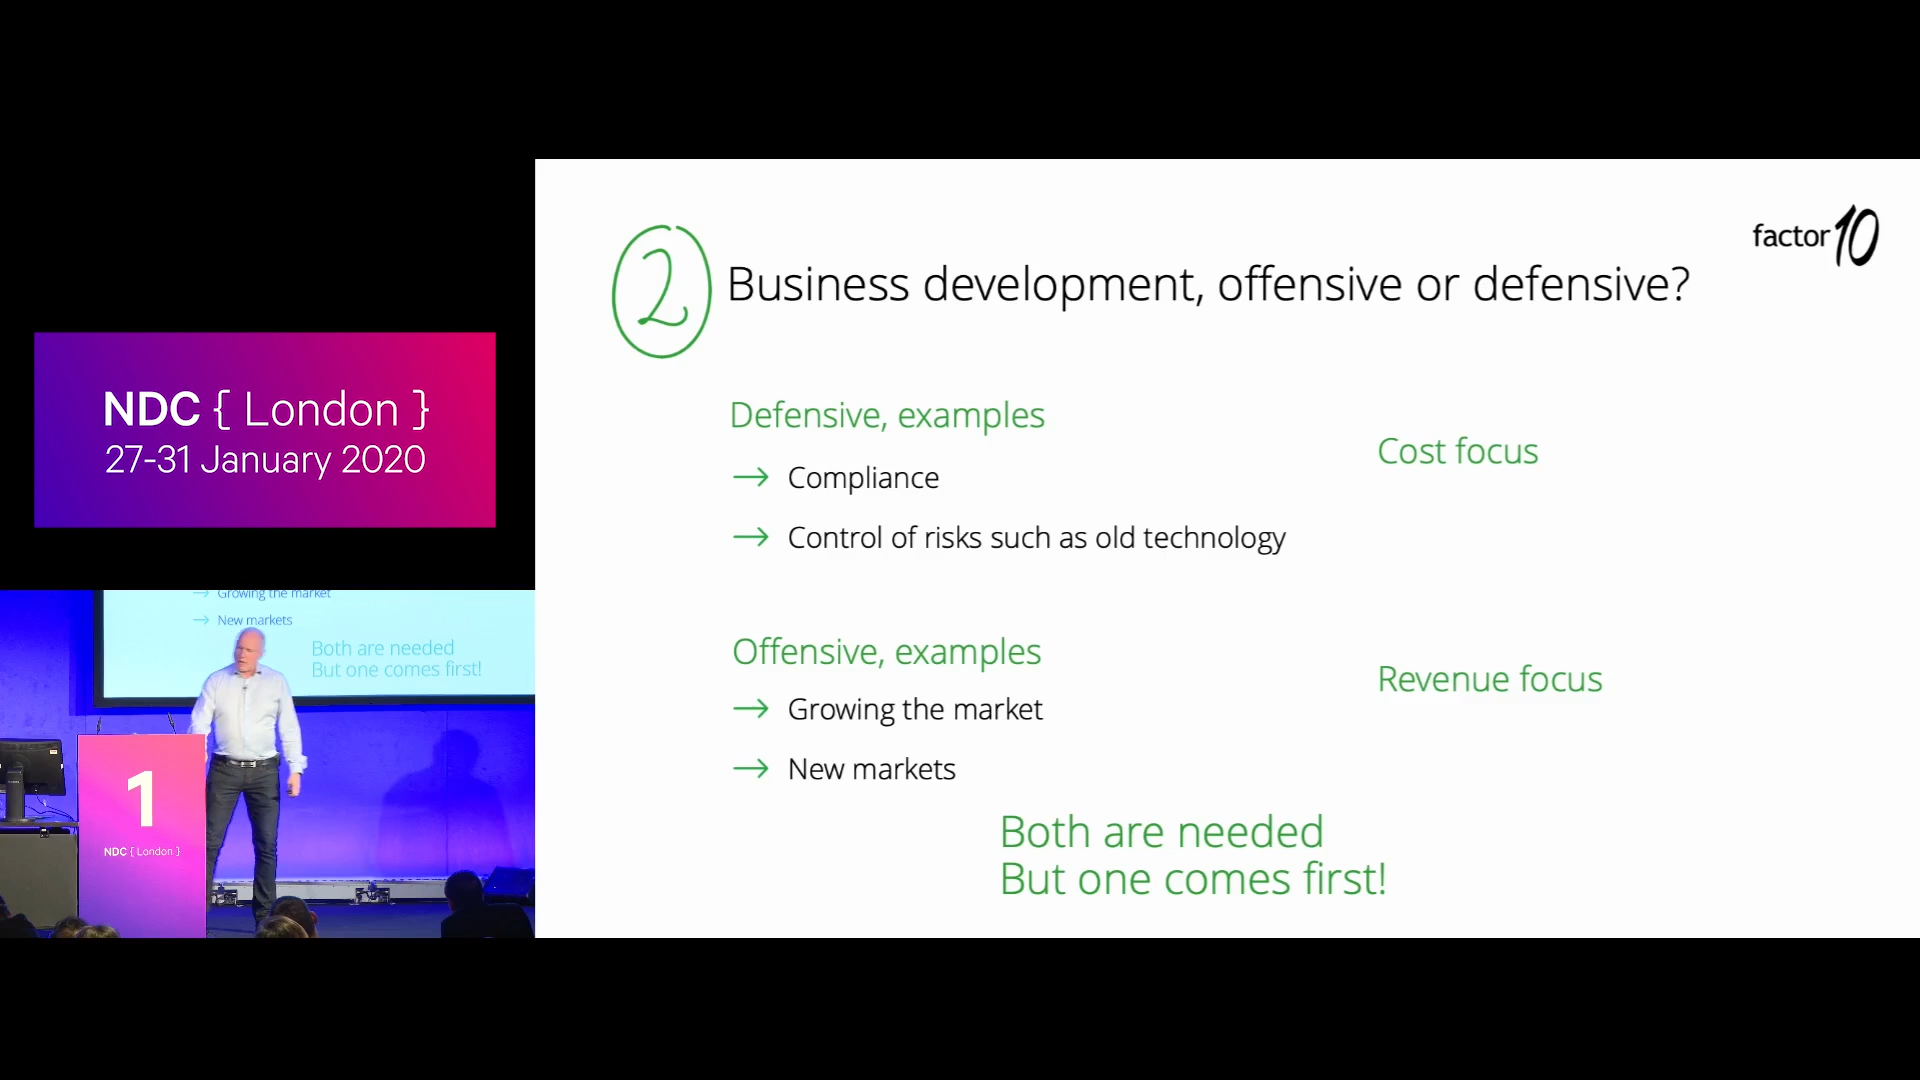 factor10
2
Business development, offensive or defensive?
Defensive, examples
Cost focus
→ Compliance
→ Control of risks such as old technology
Offensive, examples
Revenue focus
→ Growing the market
→ New markets
Both are needed
But one comes first!
NDC { London }
27-31 January 2020
→ Growing the market
→ New markets
Both are needed
But one comes first!
1
NDC { London }